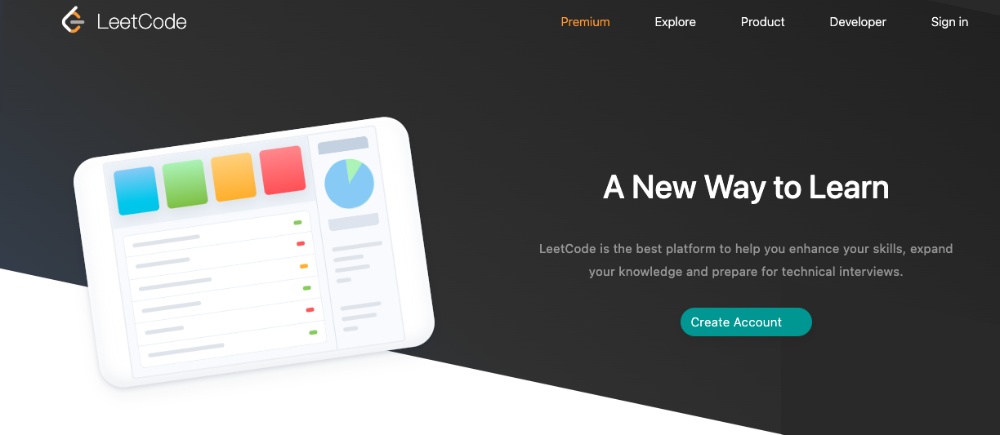 LeetCode
Premium
Explore
Product
Developer
Sign in
A New Way to Learn
LeetCode is the best platform to help you enhance your skills, expand
your knowledge and prepare for technical interviews.
Create Account